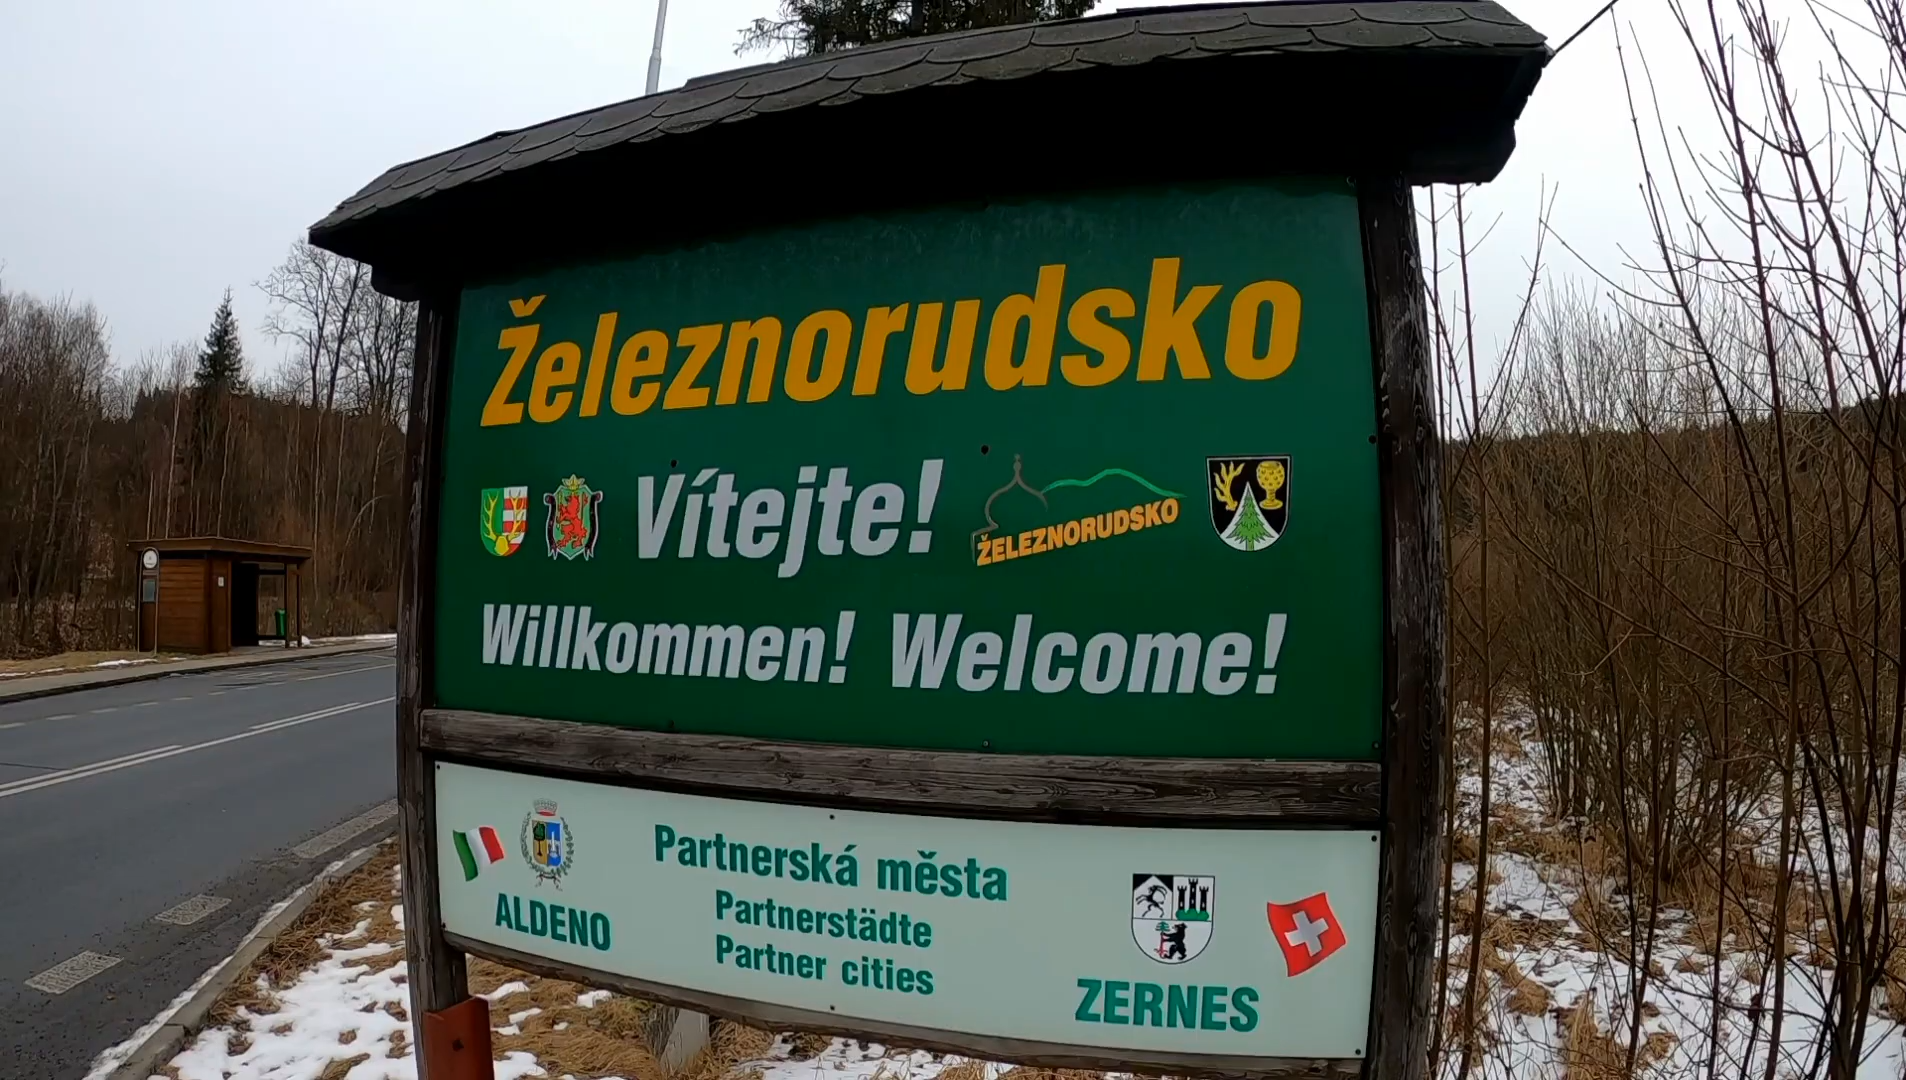 Železnorudsko
Vítejte!
ŽELEZNORUDSKO
Willkommen! Welcome!
Partnerská města
Partnerstädte
Partner cities
ALDENO
ZERNES